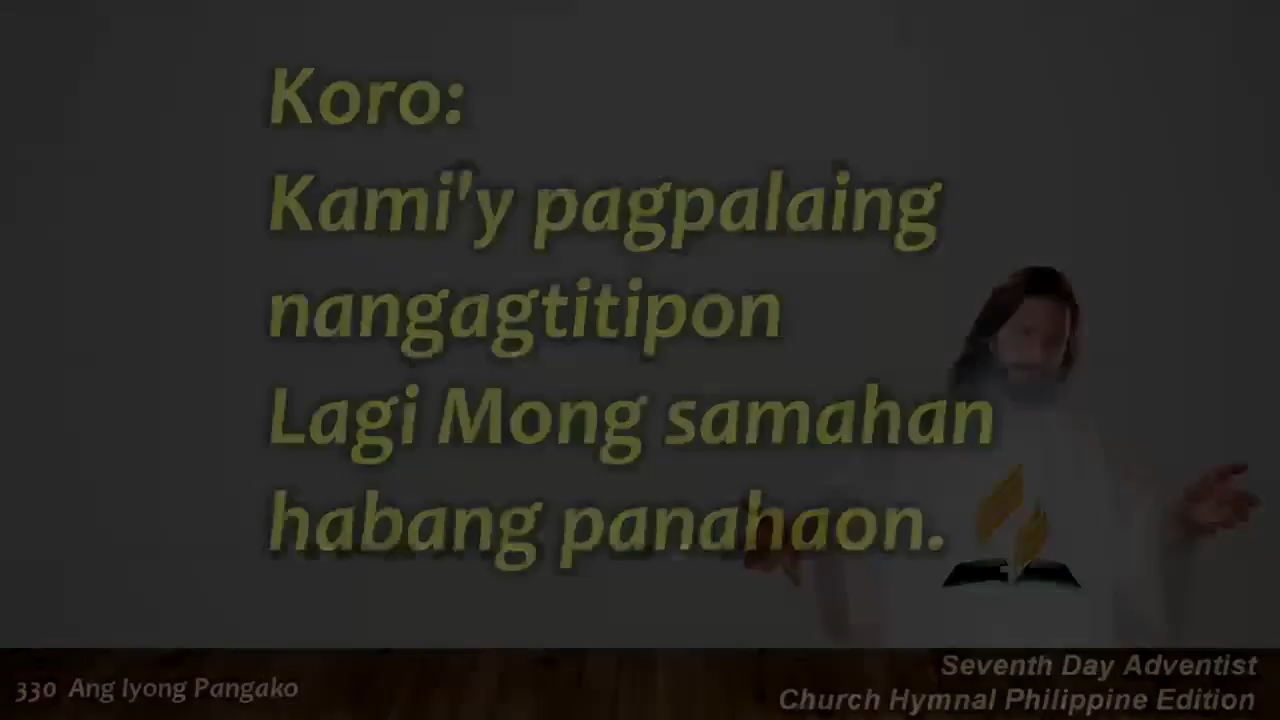 Koro:
Kami'y pagpalaing
nangagtitipon
Lagi Mong samahan
habang panahaon.
330 Ang Iyong Pangako
Seventh Day Adventist
Church Hymnal Philippine Edition